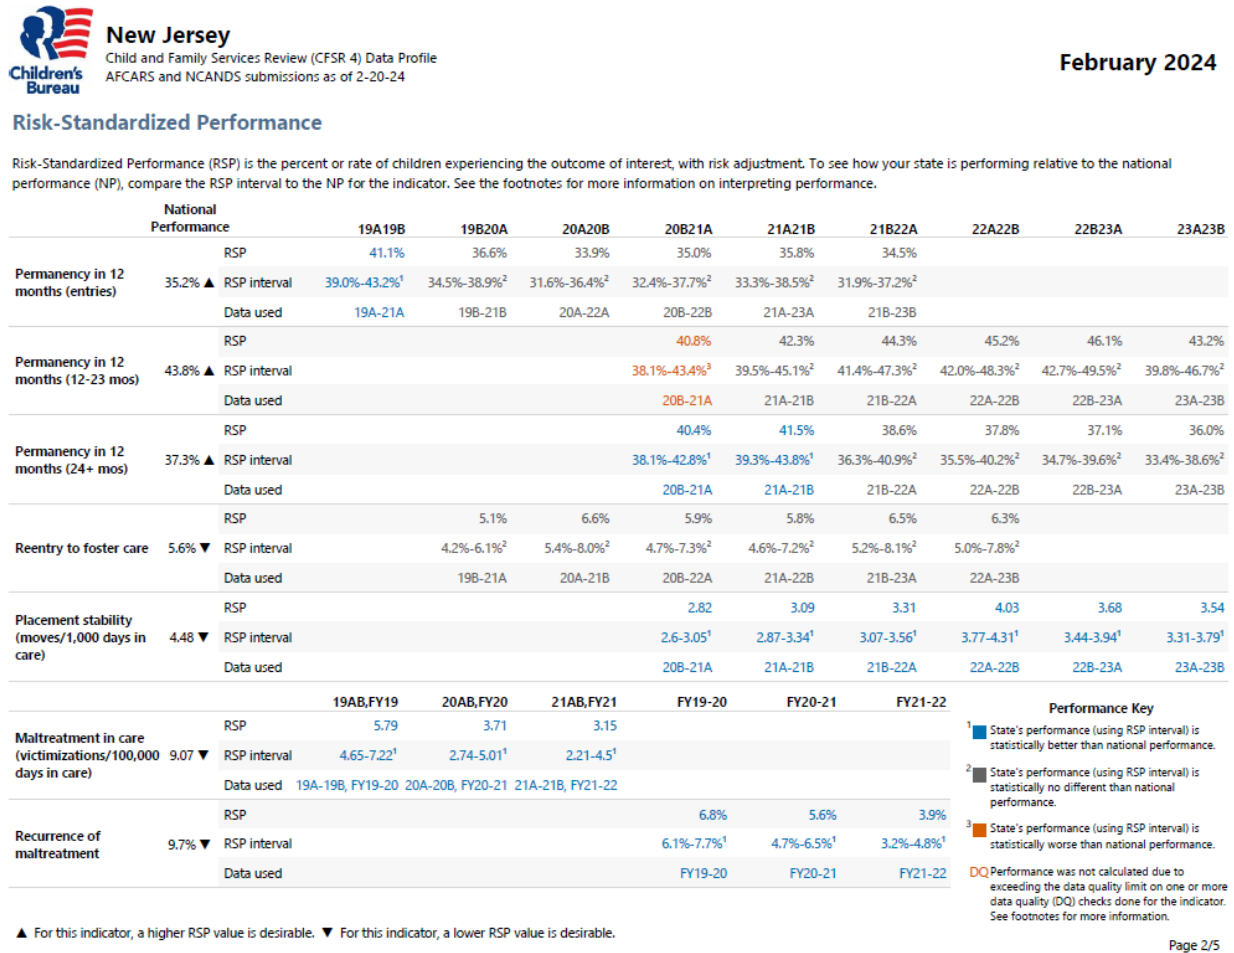 Children's
Bureau
New Jersey
Child and Family Services Review (CFSR 4) Data Profile
AFCARS and NCANDS submissions as of 2-20-24
February 2024
Risk-Standardized Performance
Risk-Standardized Performance (RSP) is the percent or rate of children experiencing the outcome of interest, with risk adjustment. To see how your state is performing relative to the national
performance (NP), compare the RSP interval to the NP for the indicator. See the footnotes for more information on interpreting performance.
National
Performance 19A19B 19B20A 20A20B 20B21A 21A21B 21B22A 22A22B 22B23A 23A23B
RSP 41.1% 36.6% 33.9% 35.0% 35.8% 34.5%
Permanency in 12
months (entries) 35.2% ▲ RSP interval 39.0%-43.2%¹ 34.5%-38.9%² 31.6%-36.4%² 32.4%-37.7%² 33.3%-38.5%² 31.9%-37.2%²
Data used 19A-21A 19B-21B 20A-22A 20B-22B 21A-23A 21B-23B
RSP 40.8% 42.3% 44.3% 45.2% 46.1% 43.2%
Permanency in 12
months (12-23 mos) 43.8% ▲ RSP interval 38.1%-43.4%³ 39.5%-45.1%² 41.4%-47.3%² 42.0%-48.3%² 42.7%-49.5%² 39.8%-46.7%²
Data used 20B-21A 21A-21B 21B-22A 22A-22B 22B-23A 23A-23B
RSP 40.4% 41.5% 38.6% 37.8% 37.1% 36.0%
Permanency in 12
months (24+ mos) 37.3% ▲ RSP interval 38.1%-42.8%¹ 39.3%-43.8%¹ 36.3%-40.9%² 35.5%-40.2%² 34.7%-39.6%² 33.4%-38.6%²
Data used 20B-21A 21A-21B 21B-22A 22A-22B 22B-23A 23A-23B
RSP 5.1% 6.6% 5.9% 5.8% 6.5% 6.3%
Reentry to foster care 5.6% ▼ RSP interval 4.2%-6.1%² 5.4%-8.0%² 4.7%-7.3%² 4.6%-7.2%² 5.2%-8.1%² 5.0%-7.8%²
Data used 19B-21A 20A-21B 20B-22A 21A-22B 21B-23A 22A-23B
RSP 2.82 3.09 3.31 4.03 3.68 3.54
Placement stability
(moves/1,000 days in 4.48 ▼ RSP interval 2.6-3.05¹ 2.87-3.34¹ 3.07-3.56¹ 3.77-4.31¹ 3.44-3.94¹ 3.31-3.79¹
care)
Data used 20B-21A 21A-21B 21B-22A 22A-22B 22B-23A 23A-23B
19AB,FY19 20AB,FY20 21AB,FY21 FY19-20 FY20-21 FY21-22
RSP 5.79 3.71 3.15
Maltreatment in care
(victimizations/100,000 9.07 ▼ RSP interval 4.65-7.22¹ 2.74-5.01¹ 2.21-4.5¹
days in care)
Data used 19A-19B, FY19-20 20A-20B, FY20-21 21A-21B, FY21-22
RSP 6.8% 5.6% 3.9%
Recurrence of
maltreatment 9.7% ▼ RSP interval 6.1%-7.7%¹ 4.7%-6.5%¹ 3.2%-4.8%¹
Data used FY19-20 FY20-21 FY21-22
Performance Key
1 State's performance (using RSP interval) is
statistically better than national performance.
2 State's performance (using RSP interval) is
statistically no different than national
performance.
3 State's performance (using RSP interval) is
statistically worse than national performance.
DQ Performance was not calculated due to
exceeding the data quality limit on one or more
data quality (DQ) checks done for the indicator.
See footnotes for more information.
▲ For this indicator, a higher RSP value is desirable. ▼ For this indicator, a lower RSP value is desirable.
Page 2/5